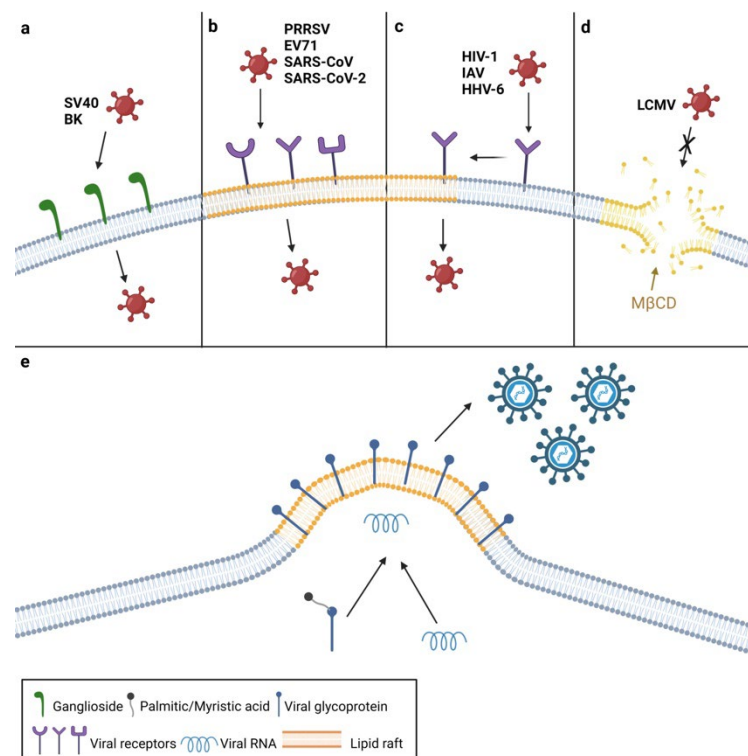 a
SV40
BK
b
PRRSV
EV71
SARS-CoV
SARS-CoV-2
c
HIV-1
IAV
HHV-6
d
LCMV
MβCD
e
Ganglioside
Palmitic/Myristic acid
Viral glycoprotein
Viral receptors
Viral RNA
Lipid raft